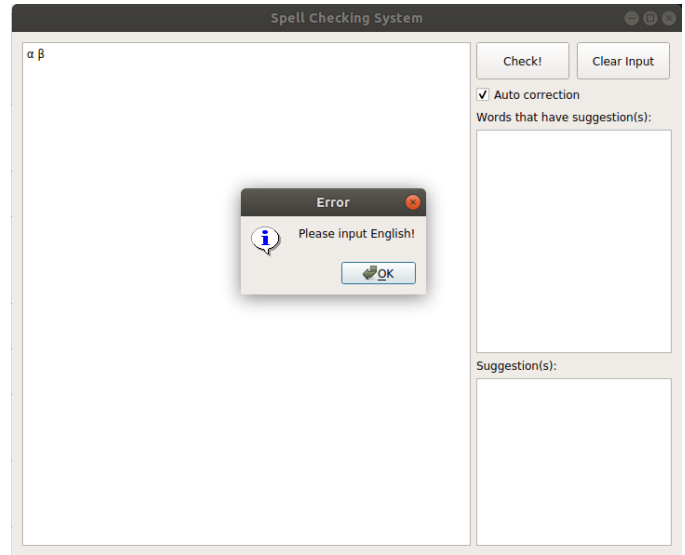 Spell Checking System
α β
Check!
Clear Input
Auto correction
Words that have suggestion(s):
Error
Please input English!
OK
Suggestion(s):